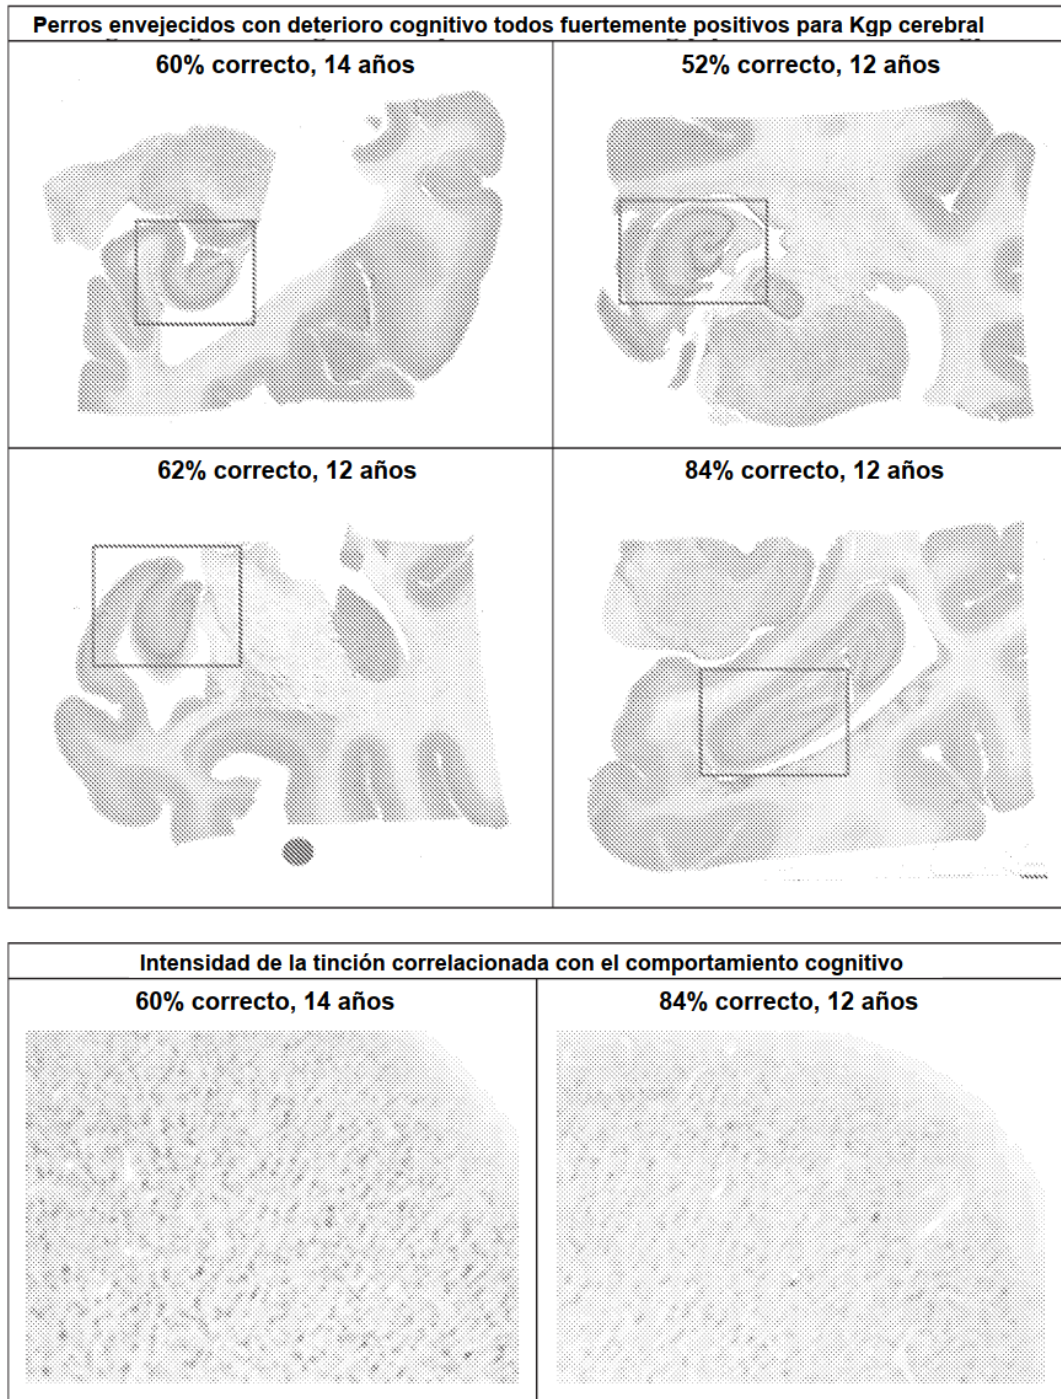 Perros envejecidos con deterioro cognitivo todos fuertemente positivos para Kgp cerebral
60% correcto, 14 años
52% correcto, 12 años
62% correcto, 12 años
84% correcto, 12 años
Intensidad de la tinción correlacionada con el comportamiento cognitivo
60% correcto, 14 años
84% correcto, 12 años